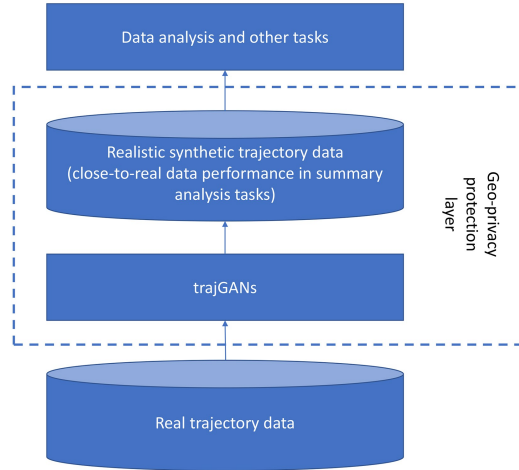 Data analysis and other tasks
Realistic synthetic trajectory data
(close-to-real data performance in summary
analysis tasks)
Geo-privacy
protection
layer
trajGANs
Real trajectory data